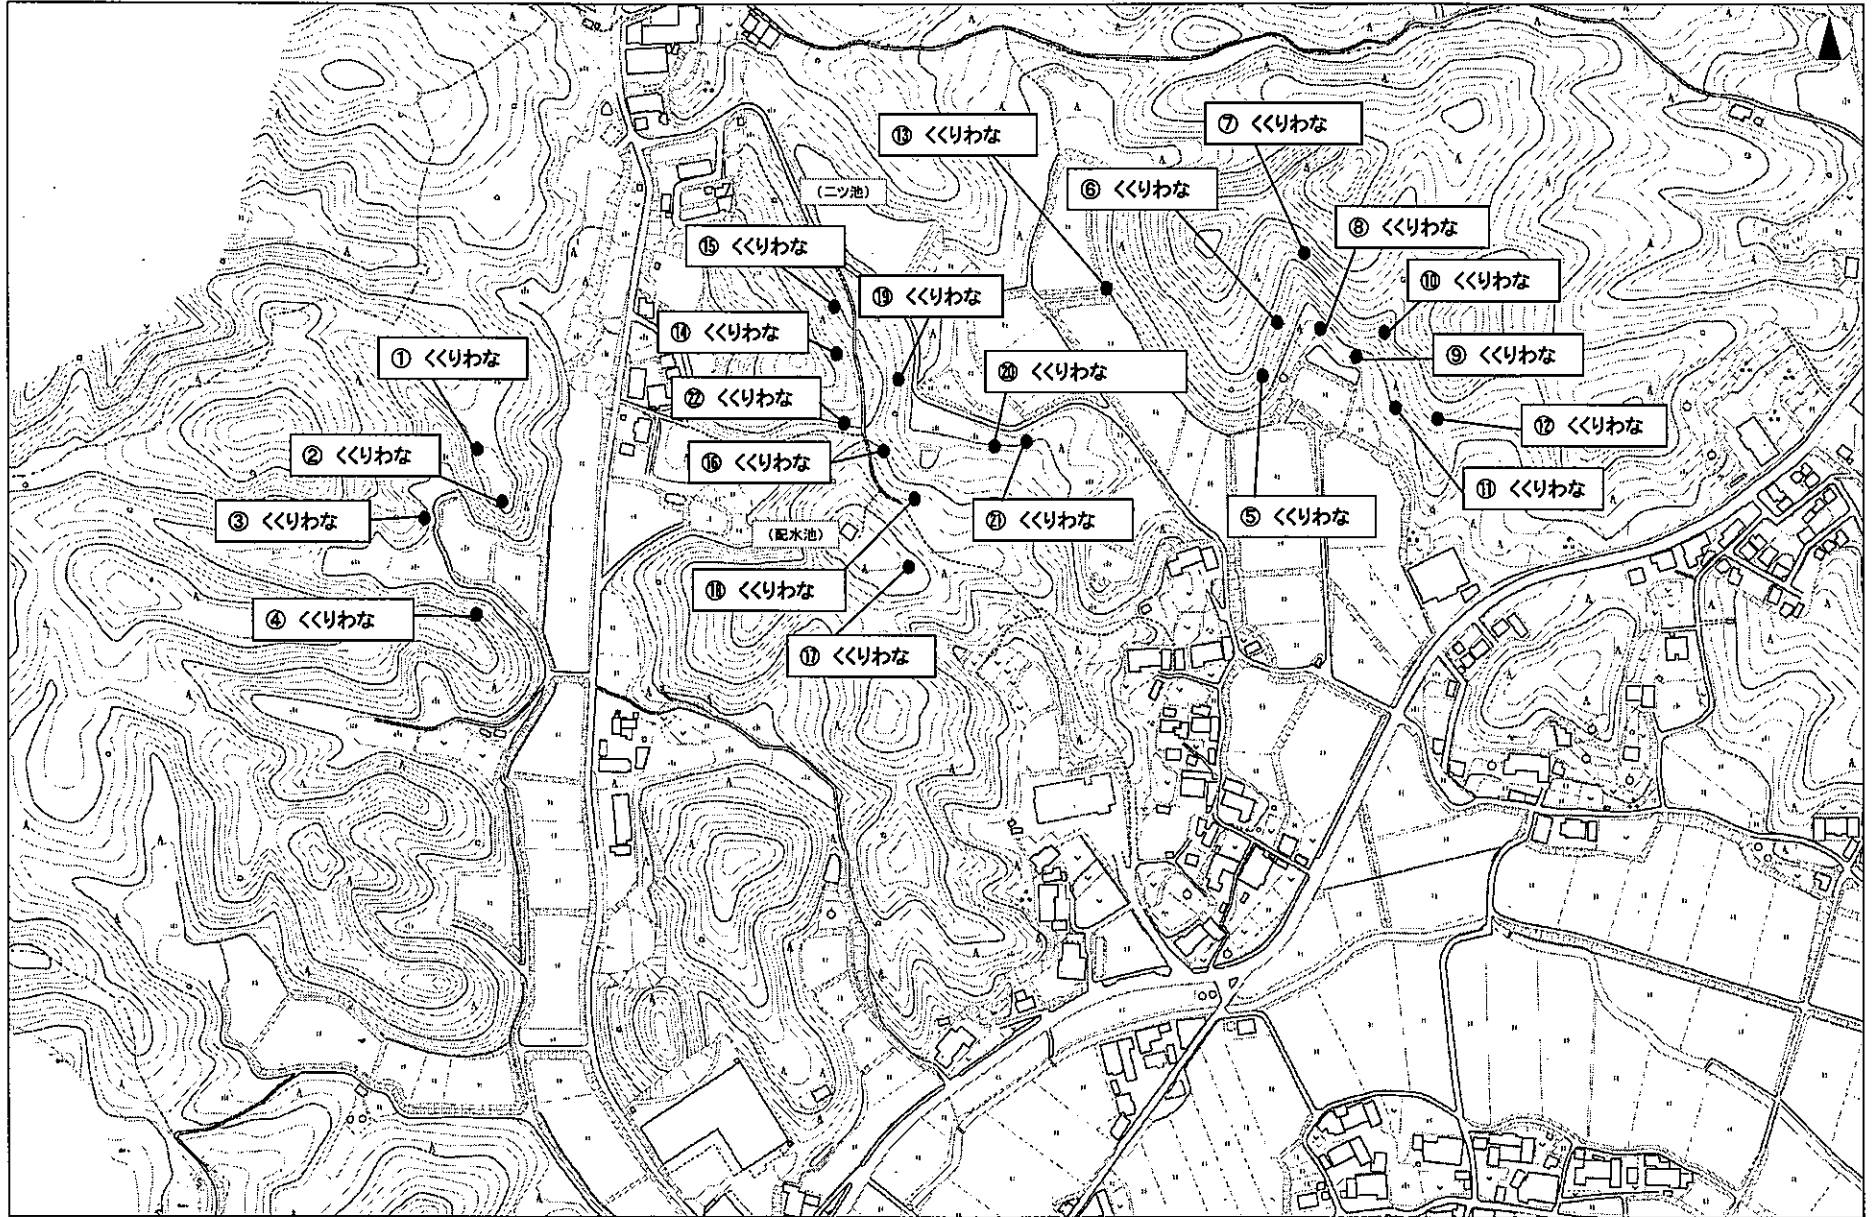 ⑬ くくりわな
⑦ くくりわな
⑥ くくりわな
(二ツ池)
⑧ くくりわな
⑮ くくりわな
⑩ くくりわな
⑲ くくりわな
⑭ くくりわな
① くくりわな
⑨ くくりわな
⑳ くくりわな
㉒ くくりわな
⑫ くくりわな
② くくりわな
⑯ くくりわな
⑪ くくりわな
③ くくりわな
㉑ くくりわな
⑤ くくりわな
(配水池)
⑱ くくりわな
④ くくりわな
⑰ くくりわな